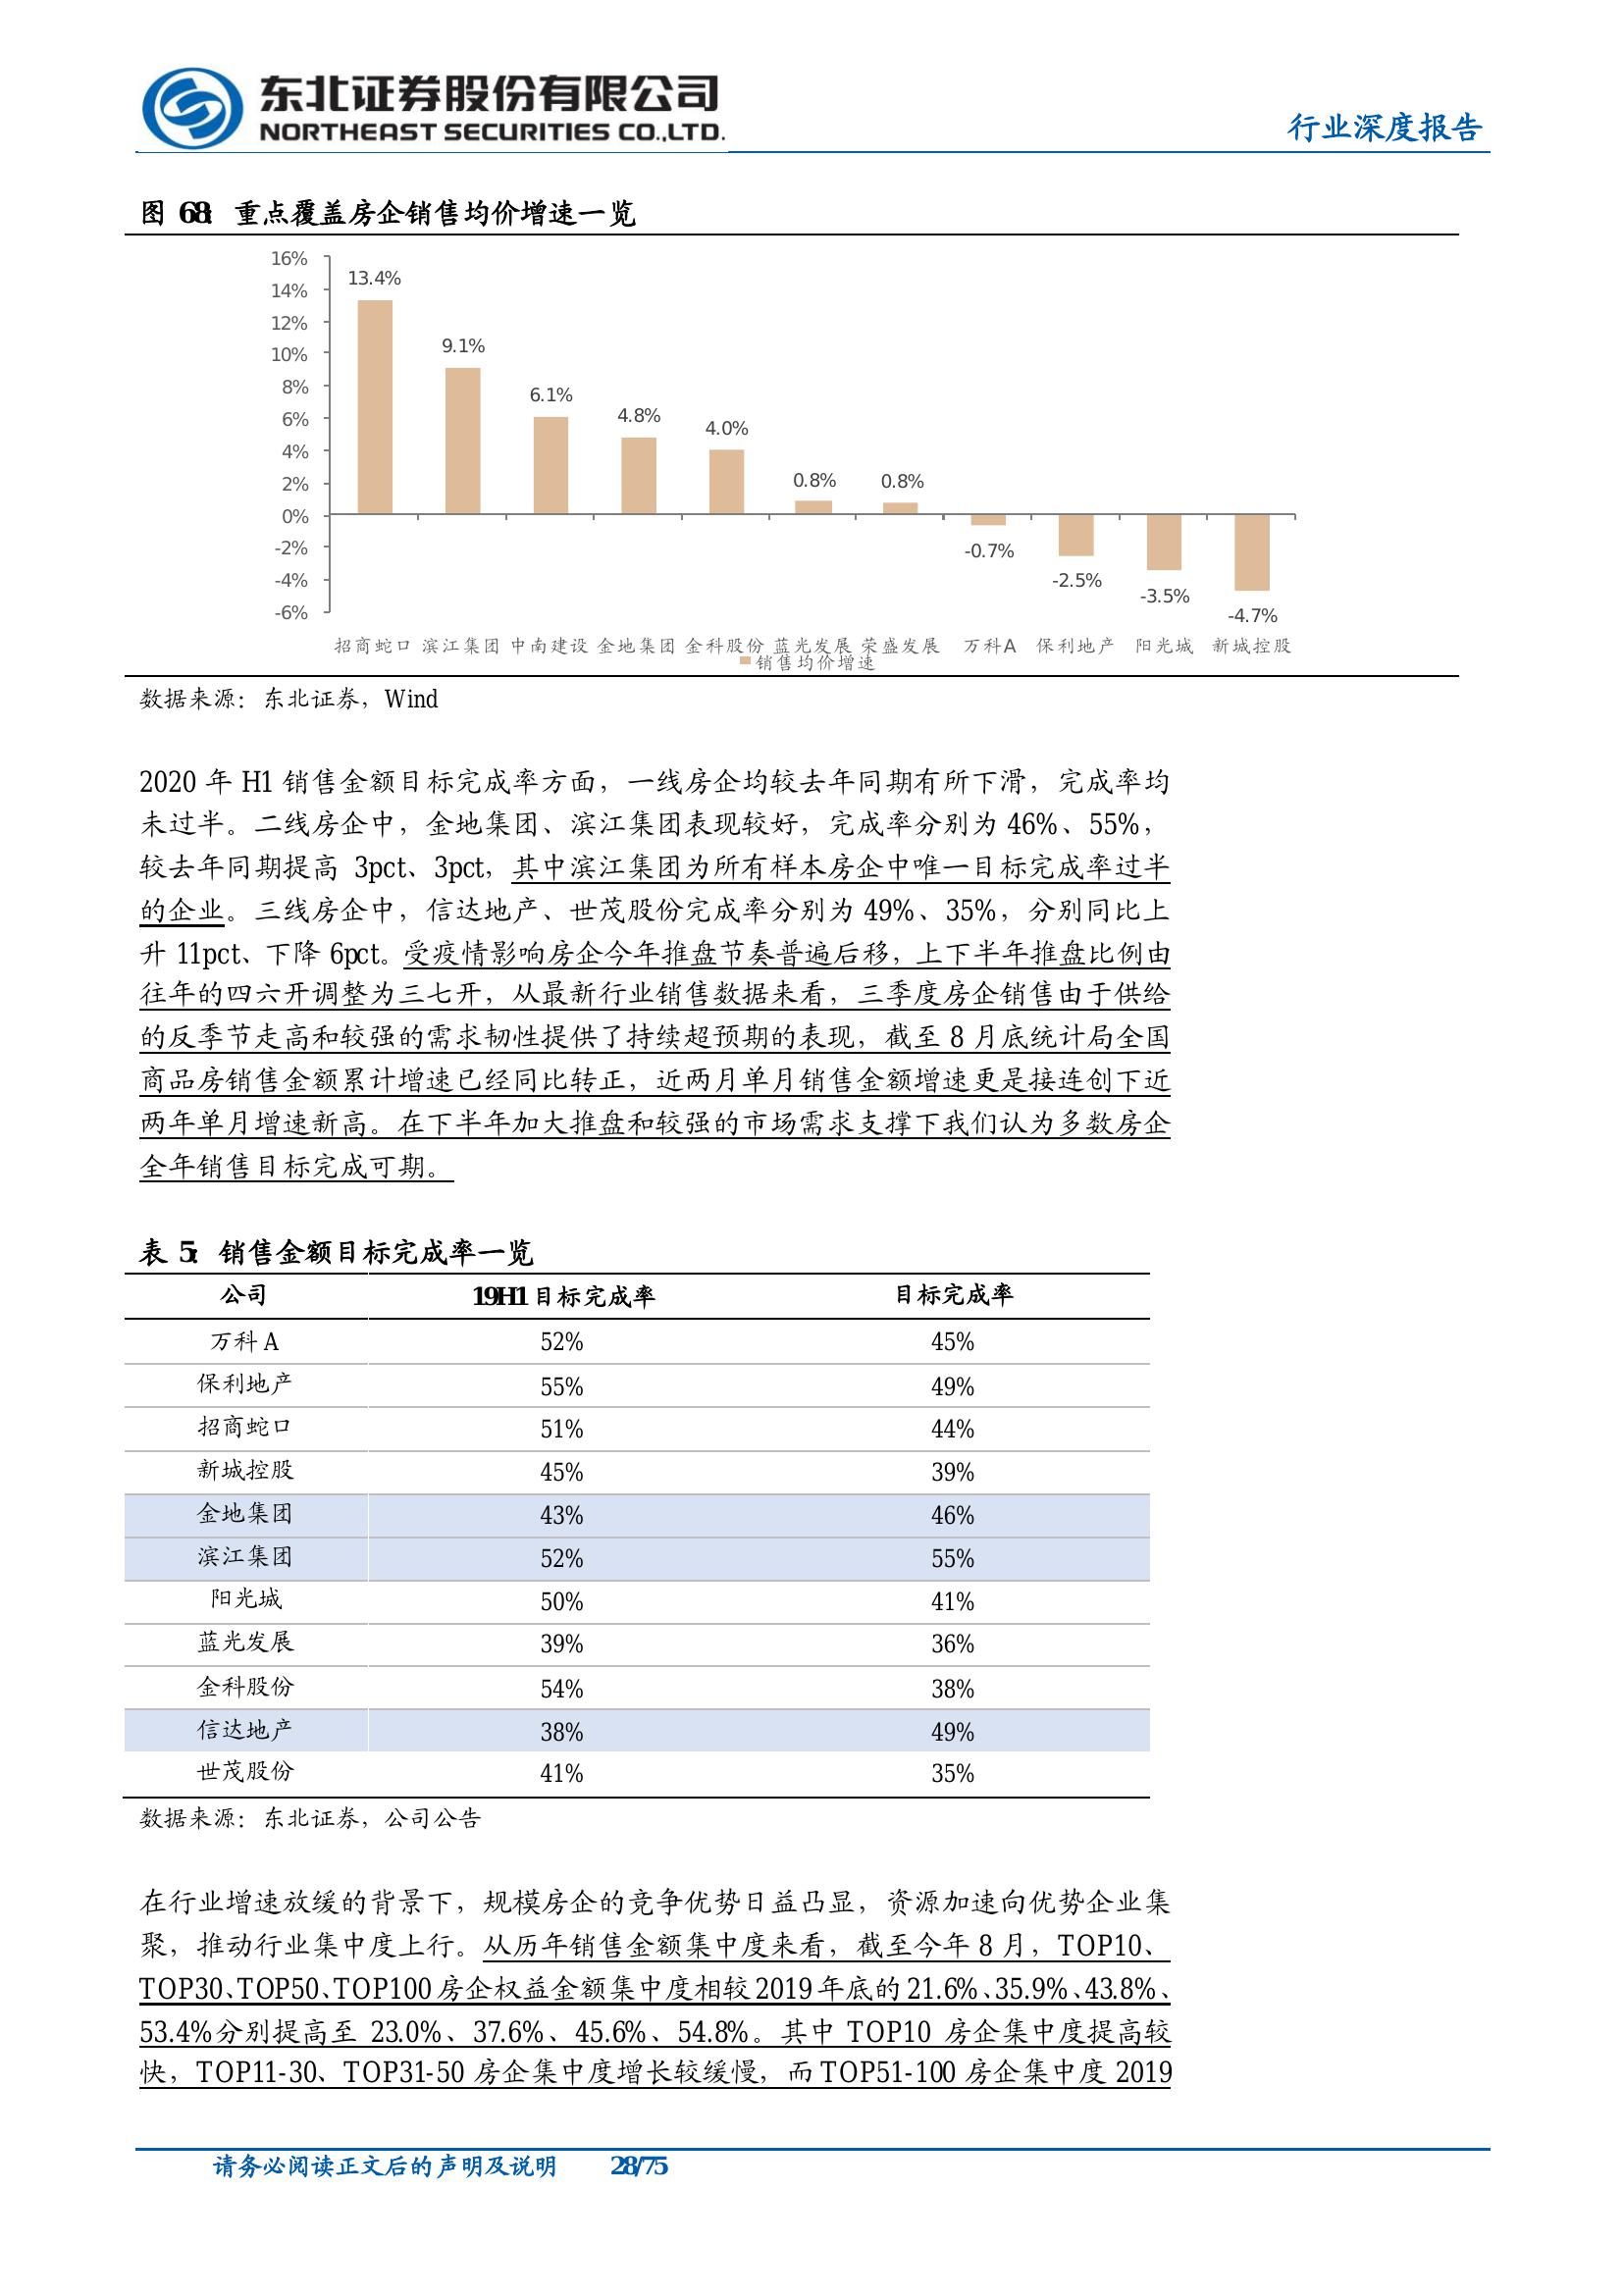 东北证券股份有限公司
NORTHEAST SECURITIES CO.,LTD.
行业深度报告
图 68：重点覆盖房企销售均价增速一览
16%
14%
12%
10%
8%
6%
4%
2%
0%
-2%
-4%
-6%
13.4%
9.1%
6.1%
4.8%
4.0%
0.8%
0.8%
-0.7%
-2.5%
-3.5%
-4.7%
招商蛇口 滨江集团 中南建设 金地集团 金科股份 蓝光发展 荣盛发展 万科A 保利地产 阳光城 新城控股
销售均价增速
数据来源：东北证券，Wind
2020 年 H1 销售金额目标完成率方面，一线房企均较去年同期有所下滑，完成率均
未过半。二线房企中，金地集团、滨江集团表现较好，完成率分别为 46%、55%，
较去年同期提高 3pct、3pct，其中滨江集团为所有样本房企中唯一目标完成率过半
的企业。三线房企中，信达地产、世茂股份完成率分别为 49%、35%，分别同比上
升 11pct、下降 6pct。受疫情影响房企今年推盘节奏普遍后移，上下半年推盘比例由
往年的四六开调整为三七开，从最新行业销售数据来看，三季度房企销售由于供给
的反季节走高和较强的需求韧性提供了持续超预期的表现，截至 8 月底统计局全国
商品房销售金额累计增速已经同比转正，近两月单月销售金额增速更是接连创下近
两年单月增速新高。在下半年加大推盘和较强的市场需求支撑下我们认为多数房企
全年销售目标完成可期。
表 5：销售金额目标完成率一览
公司 19H1 目标完成率 目标完成率
万科 A 52% 45%
保利地产 55% 49%
招商蛇口 51% 44%
新城控股 45% 39%
金地集团 43% 46%
滨江集团 52% 55%
阳光城 50% 41%
蓝光发展 39% 36%
金科股份 54% 38%
信达地产 38% 49%
世茂股份 41% 35%
数据来源：东北证券，公司公告
在行业增速放缓的背景下，规模房企的竞争优势日益凸显，资源加速向优势企业集
聚，推动行业集中度上行。从历年销售金额集中度来看，截至今年 8 月，TOP10、
TOP30、TOP50、TOP100 房企权益金额集中度相较 2019 年底的 21.6%、35.9%、43.8%、
53.4%分别提高至 23.0%、37.6%、45.6%、54.8%。其中 TOP10 房企集中度提高较
快，TOP11-30、TOP31-50 房企集中度增长较缓慢，而 TOP51-100 房企集中度 2019
请务必阅读正文后的声明及说明 28/75